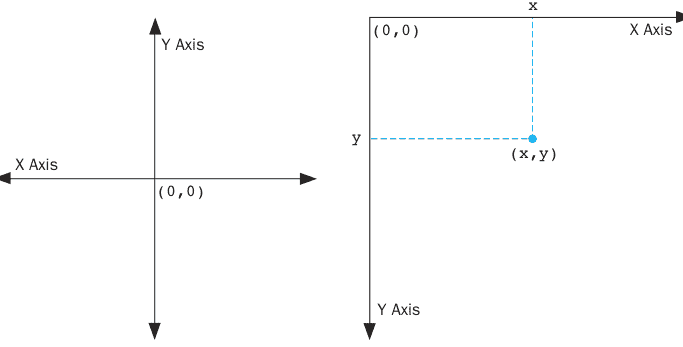 Y Axis
X Axis
(0,0)
x
(0,0)
X Axis
y
(x,y)
Y Axis